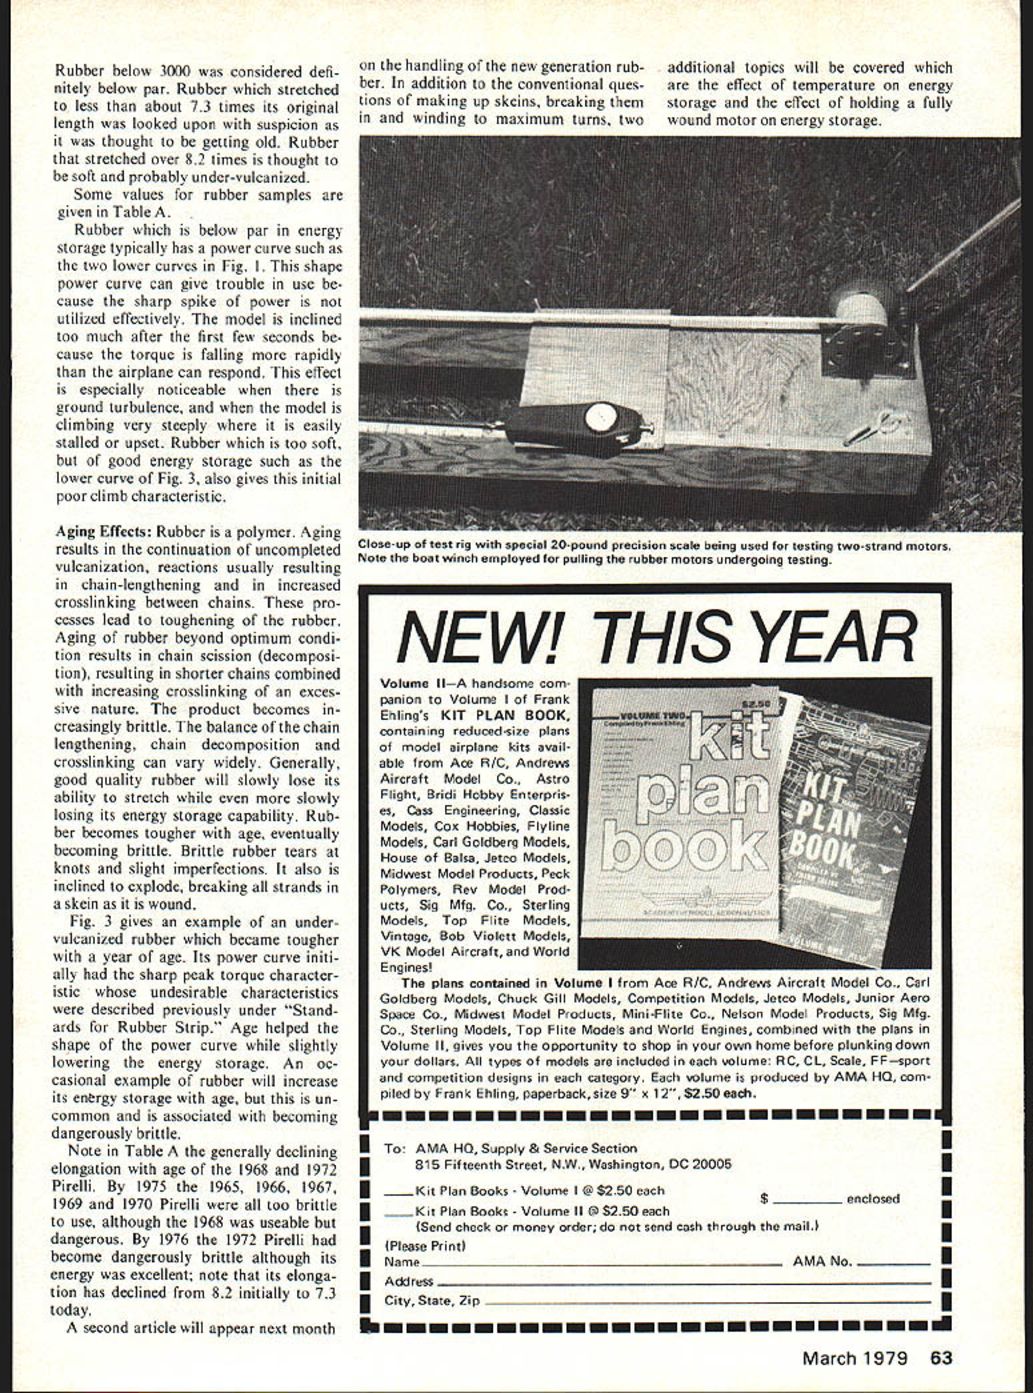 Rubber below 3000 was considered defi-
nitely below par. Rubber which stretched
to less than about 7.3 times its original
length was looked upon with suspicion as
it was thought to be getting old. Rubber
that stretched over 8.2 times is thought to
be soft and probably under-vulcanized.
Some values for rubber samples are
given in Table A.
Rubber which is below par in energy
storage typically has a power curve such as
the two lower curves in Fig. 1. This shape
power curve can give trouble in use be-
cause the sharp spike of power is not
utilized effectively. The model is inclined
too much after the first few seconds be-
cause the torque is falling more rapidly
than the airplane can respond. This effect
is especially noticeable when there is
ground turbulence, and when the model is
climbing very steeply where it is easily
stalled or upset. Rubber which is too soft,
but of good energy storage such as the
lower curve of Fig. 3, also gives this initial
poor climb characteristic.
Aging Effects: Rubber is a polymer. Aging
results in the continuation of uncompleted
vulcanization, reactions usually resulting
in chain-lengthening and in increased
crosslinking between chains. These pro-
cesses lead to toughening of the rubber.
Aging of rubber beyond optimum condi-
tion results in chain scission (decomposi-
tion), resulting in shorter chains combined
with increasing crosslinking of an exces-
sive nature. The product becomes in-
creasingly brittle. The balance of the chain
lengthening, chain decomposition and
crosslinking can vary widely. Generally,
good quality rubber will slowly lose its
ability to stretch while even more slowly
losing its energy storage capability. Rub-
ber becomes tougher with age, eventually
becoming brittle. Brittle rubber tears at
knots and slight imperfections. It also is
inclined to explode, breaking all strands in
a skein as it is wound.
Fig. 3 gives an example of an under-
vulcanized rubber which became tougher
with a year of age. Its power curve initi-
ally had the sharp peak torque character-
istic whose undesirable characteristics
were described previously under "Stand-
ards for Rubber Strip." Age helped the
shape of the power curve while slightly
lowering the energy storage. An oc-
casional example of rubber will increase
its energy storage with age, but this is un-
common and is associated with becoming
dangerously brittle.
Note in Table A the generally declining
elongation with age of the 1968 and 1972
Pirelli. By 1975 the 1965, 1966, 1967,
1969 and 1970 Pirelli were all too brittle
to use, although the 1968 was useable but
dangerous. By 1976 the 1972 Pirelli had
become dangerously brittle although its
energy was excellent; note that its elonga-
tion has declined from 8.2 initially to 7.3
today.
A second article will appear next month
on the handling of the new generation rub-
ber. In addition to the conventional ques-
tions of making up skeins, breaking them
in and winding to maximum turns, two
additional topics will be covered which
are the effect of temperature on energy
storage and the effect of holding a fully
wound motor on energy storage.
Close-up of test rig with special 20-pound precision scale being used for testing two-strand motors.
Note the boat winch employed for pulling the rubber motors undergoing testing.
NEW! THIS YEAR
Volume II—A handsome com-
panion to Volume I of Frank
Ehling's KIT PLAN BOOK,
containing reduced-size plans
of model airplane kits avail-
able from Ace R/C, Andrews
Aircraft Model Co., Astro
Flight, Bridi Hobby Enterpris-
es, Cass Engineering, Classic
Models, Cox Hobbies, Flyline
Models, Carl Goldberg Models,
House of Balsa, Jetco Models,
Midwest Model Products, Peck
Polymers, Rev Model Prod-
ucts, Sig Mfg. Co., Sterling
Models, Top Flite Models,
Vintage, Bob Violett Models,
VK Model Aircraft, and World
Engines!
$2.50
VOLUME TWO
Compiled by Frank Ehling
kit
plan
book
ACADEMY OF MODEL AERONAUTICS
KIT
PLAN
BOOK
COMPILED BY
FRANK EHLING
VOLUME ONE
The plans contained in Volume I from Ace R/C, Andrews Aircraft Model Co., Carl
Goldberg Models, Chuck Gill Models, Competition Models, Jetco Models, Junior Aero
Space Co., Midwest Model Products, Mini-Flite Co., Nelson Model Products, Sig Mfg.
Co., Sterling Models, Top Flite Models and World Engines, combined with the plans in
Volume II, gives you the opportunity to shop in your own home before plunking down
your dollars. All types of models are included in each volume: RC, CL, Scale, FF—sport
and competition designs in each category. Each volume is produced by AMA HQ, com-
piled by Frank Ehling, paperback, size 9" x 12", $2.50 each.
To: AMA HQ, Supply & Service Section
815 Fifteenth Street, N.W., Washington, DC 20005
___Kit Plan Books - Volume I @ $2.50 each
$ ________ enclosed
___Kit Plan Books - Volume II @ $2.50 each
(Send check or money order; do not send cash through the mail.)
(Please Print)
Name________ AMA No. ________
Address ________
City, State, Zip ________
March 1979 63